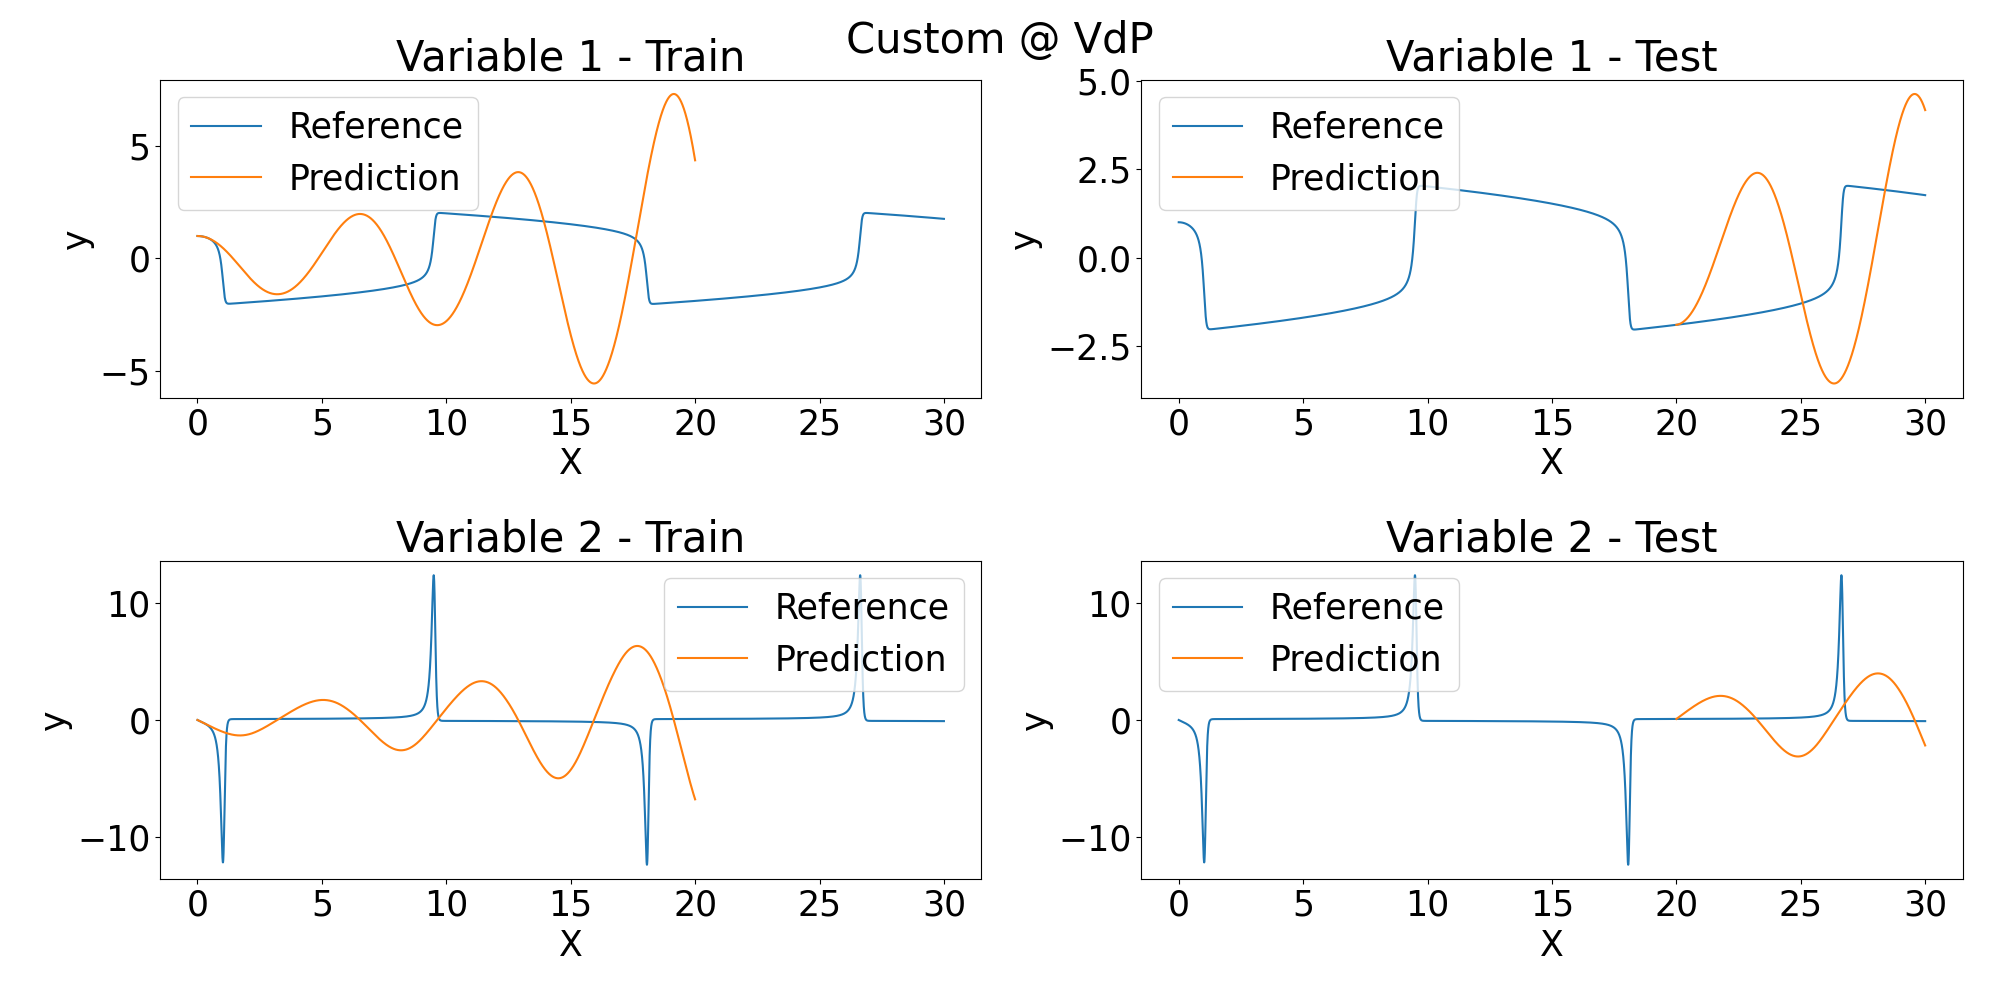 Custom @ VdP
Variable 1 - Train
Reference
Prediction
y
5
0
−5
0 5 10 15 20 25 30
X
Variable 1 - Test
Reference
Prediction
y
5.0
2.5
0.0
−2.5
0 5 10 15 20 25 30
X
Variable 2 - Train
Reference
Prediction
y
10
0
−10
0 5 10 15 20 25 30
X
Variable 2 - Test
Reference
Prediction
y
10
0
−10
0 5 10 15 20 25 30
X